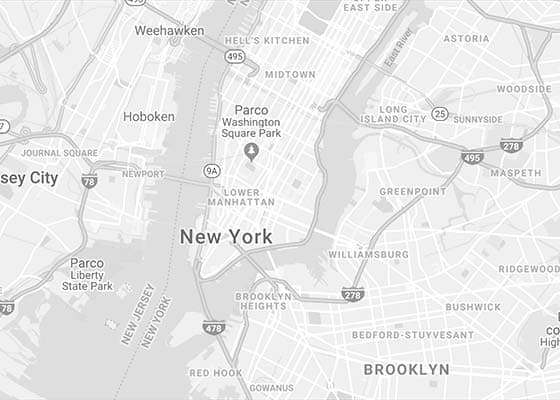 EAST SIDE
Weehawken
East River
HELL'S KITCHEN
ASTORIA
495
MIDTOWN
WOODSIDE
Parco
Washington
Square Park
Hoboken
LONG
ISLAND CITY
25
SUNNYSIDE
7
278
JOURNAL SQUARE
495
9A
NEWPORT
MASPETH
sey City
78
LOWER
MANHATTAN
GREENPOINT
New York
WILLIAMSBURG
Parco
Liberty
State Park
RIDGEWOOD
BROOKLYN
HEIGHTS
278
NEW JERSEY
NEW YORK
BUSHWICK
478
BEDFORD-STUYVESANT
co
High
RED HOOK
BROOKLYN
GOWANUS